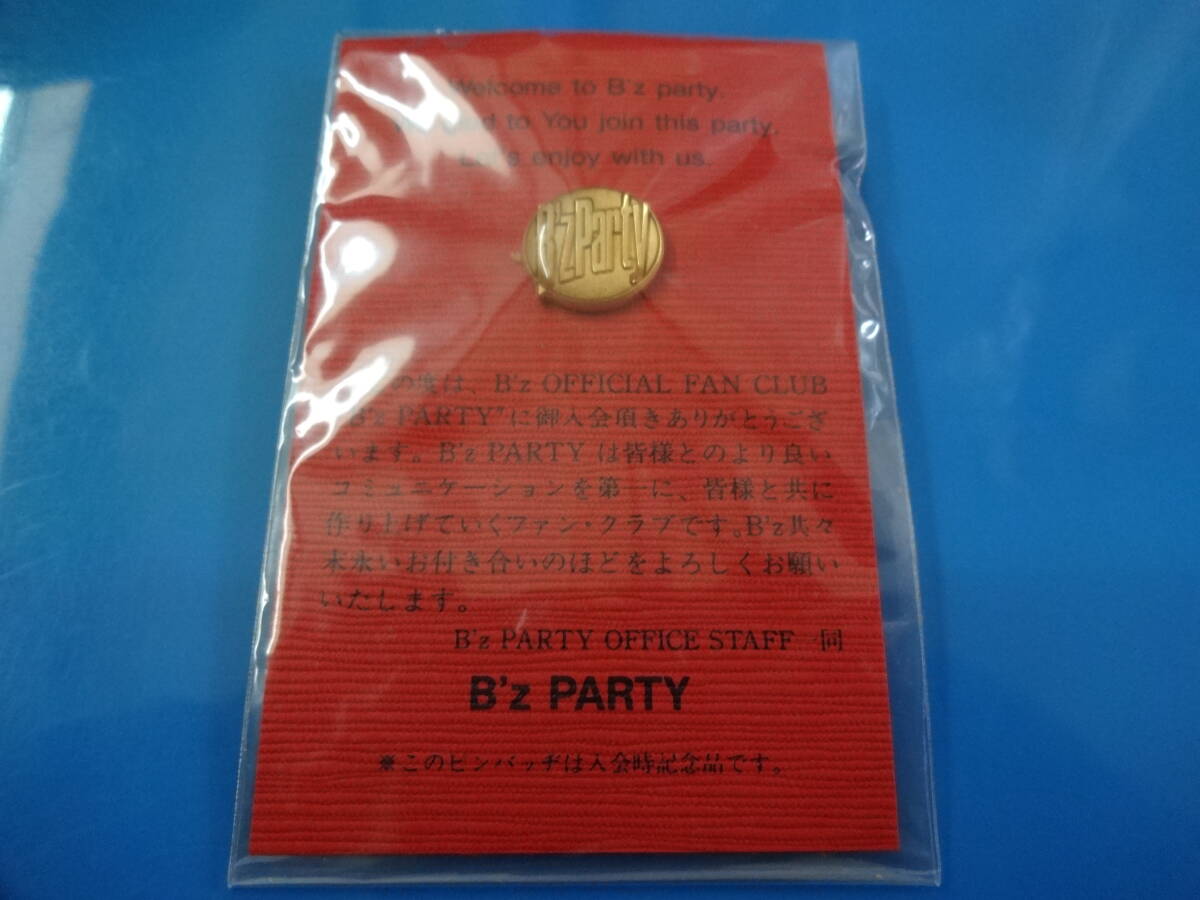 Welcome to B'z party.
to You join this party.
Let's enjoy with us.
B'zParty
の度は、B'z OFFICIAL FAN CLUB
"B'z PARTY"に御入会頂きありがとうござ
います。B'z PARTY は皆様とのより良い
コミュニケーションを第一に、皆様と共に
作り上げていくファン・クラブです。B'z共々
末永いお付き合いのほどをよろしくお願い
いたします。
B'z PARTY OFFICE STAFF 一同
B'z PARTY
※このピンバッヂは入会時記念品です。